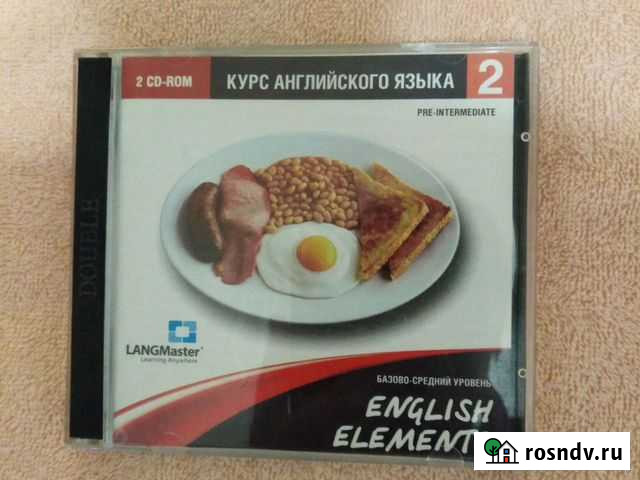 2 CD-ROM
КУРС АНГЛИЙСКОГО ЯЗЫКА
2
PRE-INTERMEDIATE
DOUBLE
LANGMaster
Learning Anywhere
БАЗОВО-СРЕДНИЙ УРОВЕНЬ
ENGLISH
ELEMENT
rosndv.ru